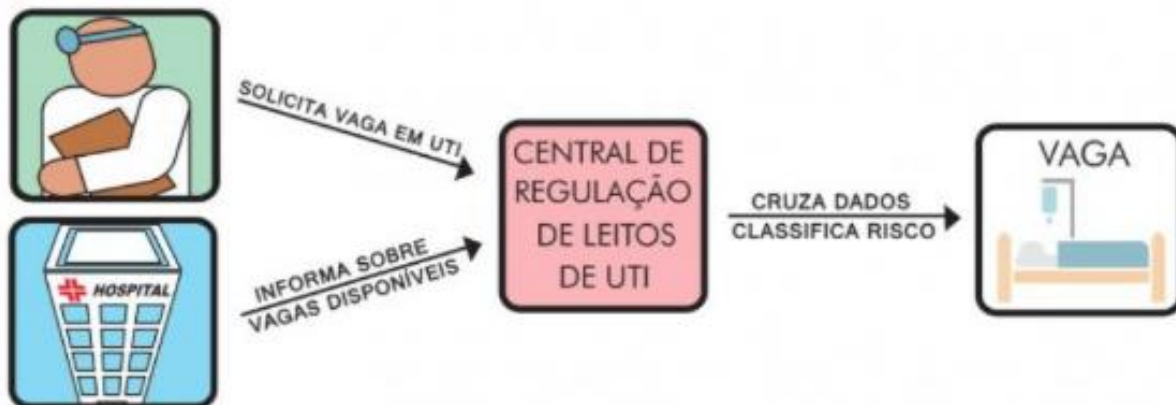 SOLICITA VAGA EM UTI
HOSPITAL
INFORMA SOBRE
VAGAS DISPONÍVEIS
CENTRAL DE
REGULAÇÃO
DE LEITOS
DE UTI
CRUZA DADOS
CLASSIFICA RISCO
VAGA